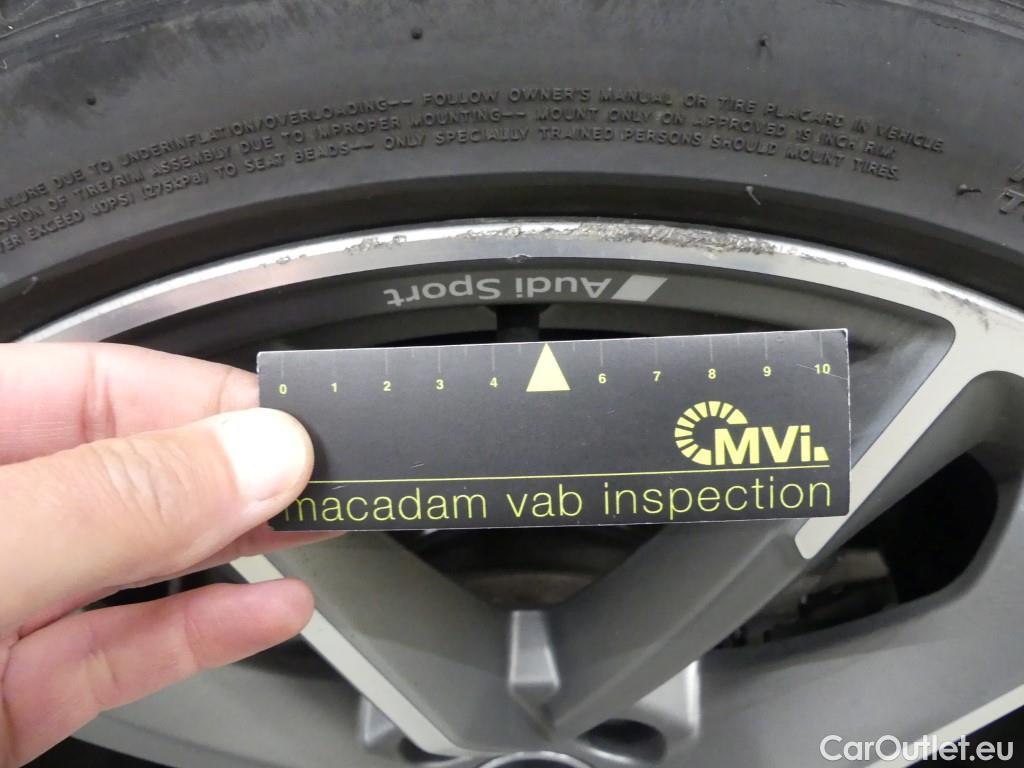 ILURE DUE TO UNDERINFLATION/OVERLOADING-- FOLLOW OWNER'S MANUAL OR TIRE PLACARD IN VEHICLE.
OSION OF TIRE/RIM ASSEMBLY DUE TO IMPROPER MOUNTING-- MOUNT ONLY ON APPROVED 19 INCH RIM.
VER EXCEED 40PSI (275KPa) TO SEAT BEADS-- ONLY SPECIALLY TRAINED PERSONS SHOULD MOUNT TIRES.
Audi Sport
0 1 2 3 4 6 7 8 9 10
MVi.
macadam vab inspection
CarOutlet.eu